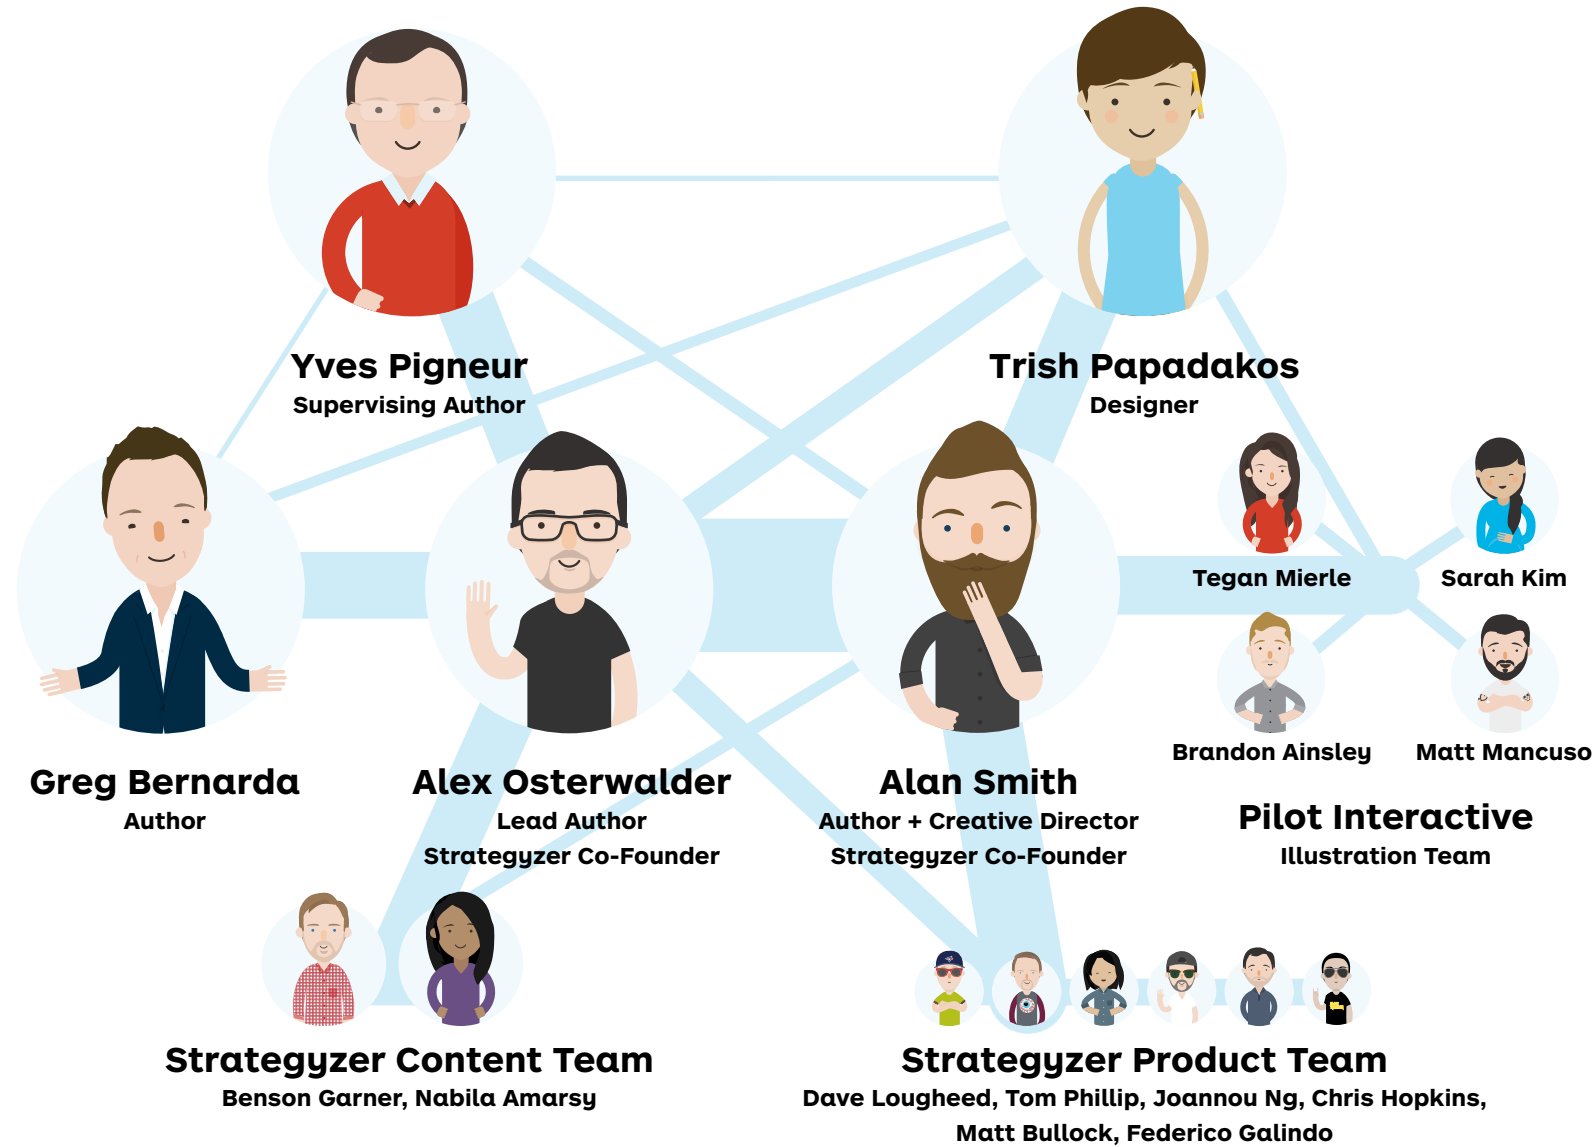 Yves Pigneur
Supervising Author
Trish Papadakos
Designer
Tegan Mierle
Sarah Kim
Brandon Ainsley
Matt Mancuso
Greg Bernarda
Author
Alex Osterwalder
Lead Author
Strategyzer Co-Founder
Alan Smith
Author + Creative Director
Strategyzer Co-Founder
Pilot Interactive
Illustration Team
Strategyzer Content Team
Benson Garner, Nabila Amarsy
Strategyzer Product Team
Dave Lougheed, Tom Phillip, Joannou Ng, Chris Hopkins,
Matt Bullock, Federico Galindo